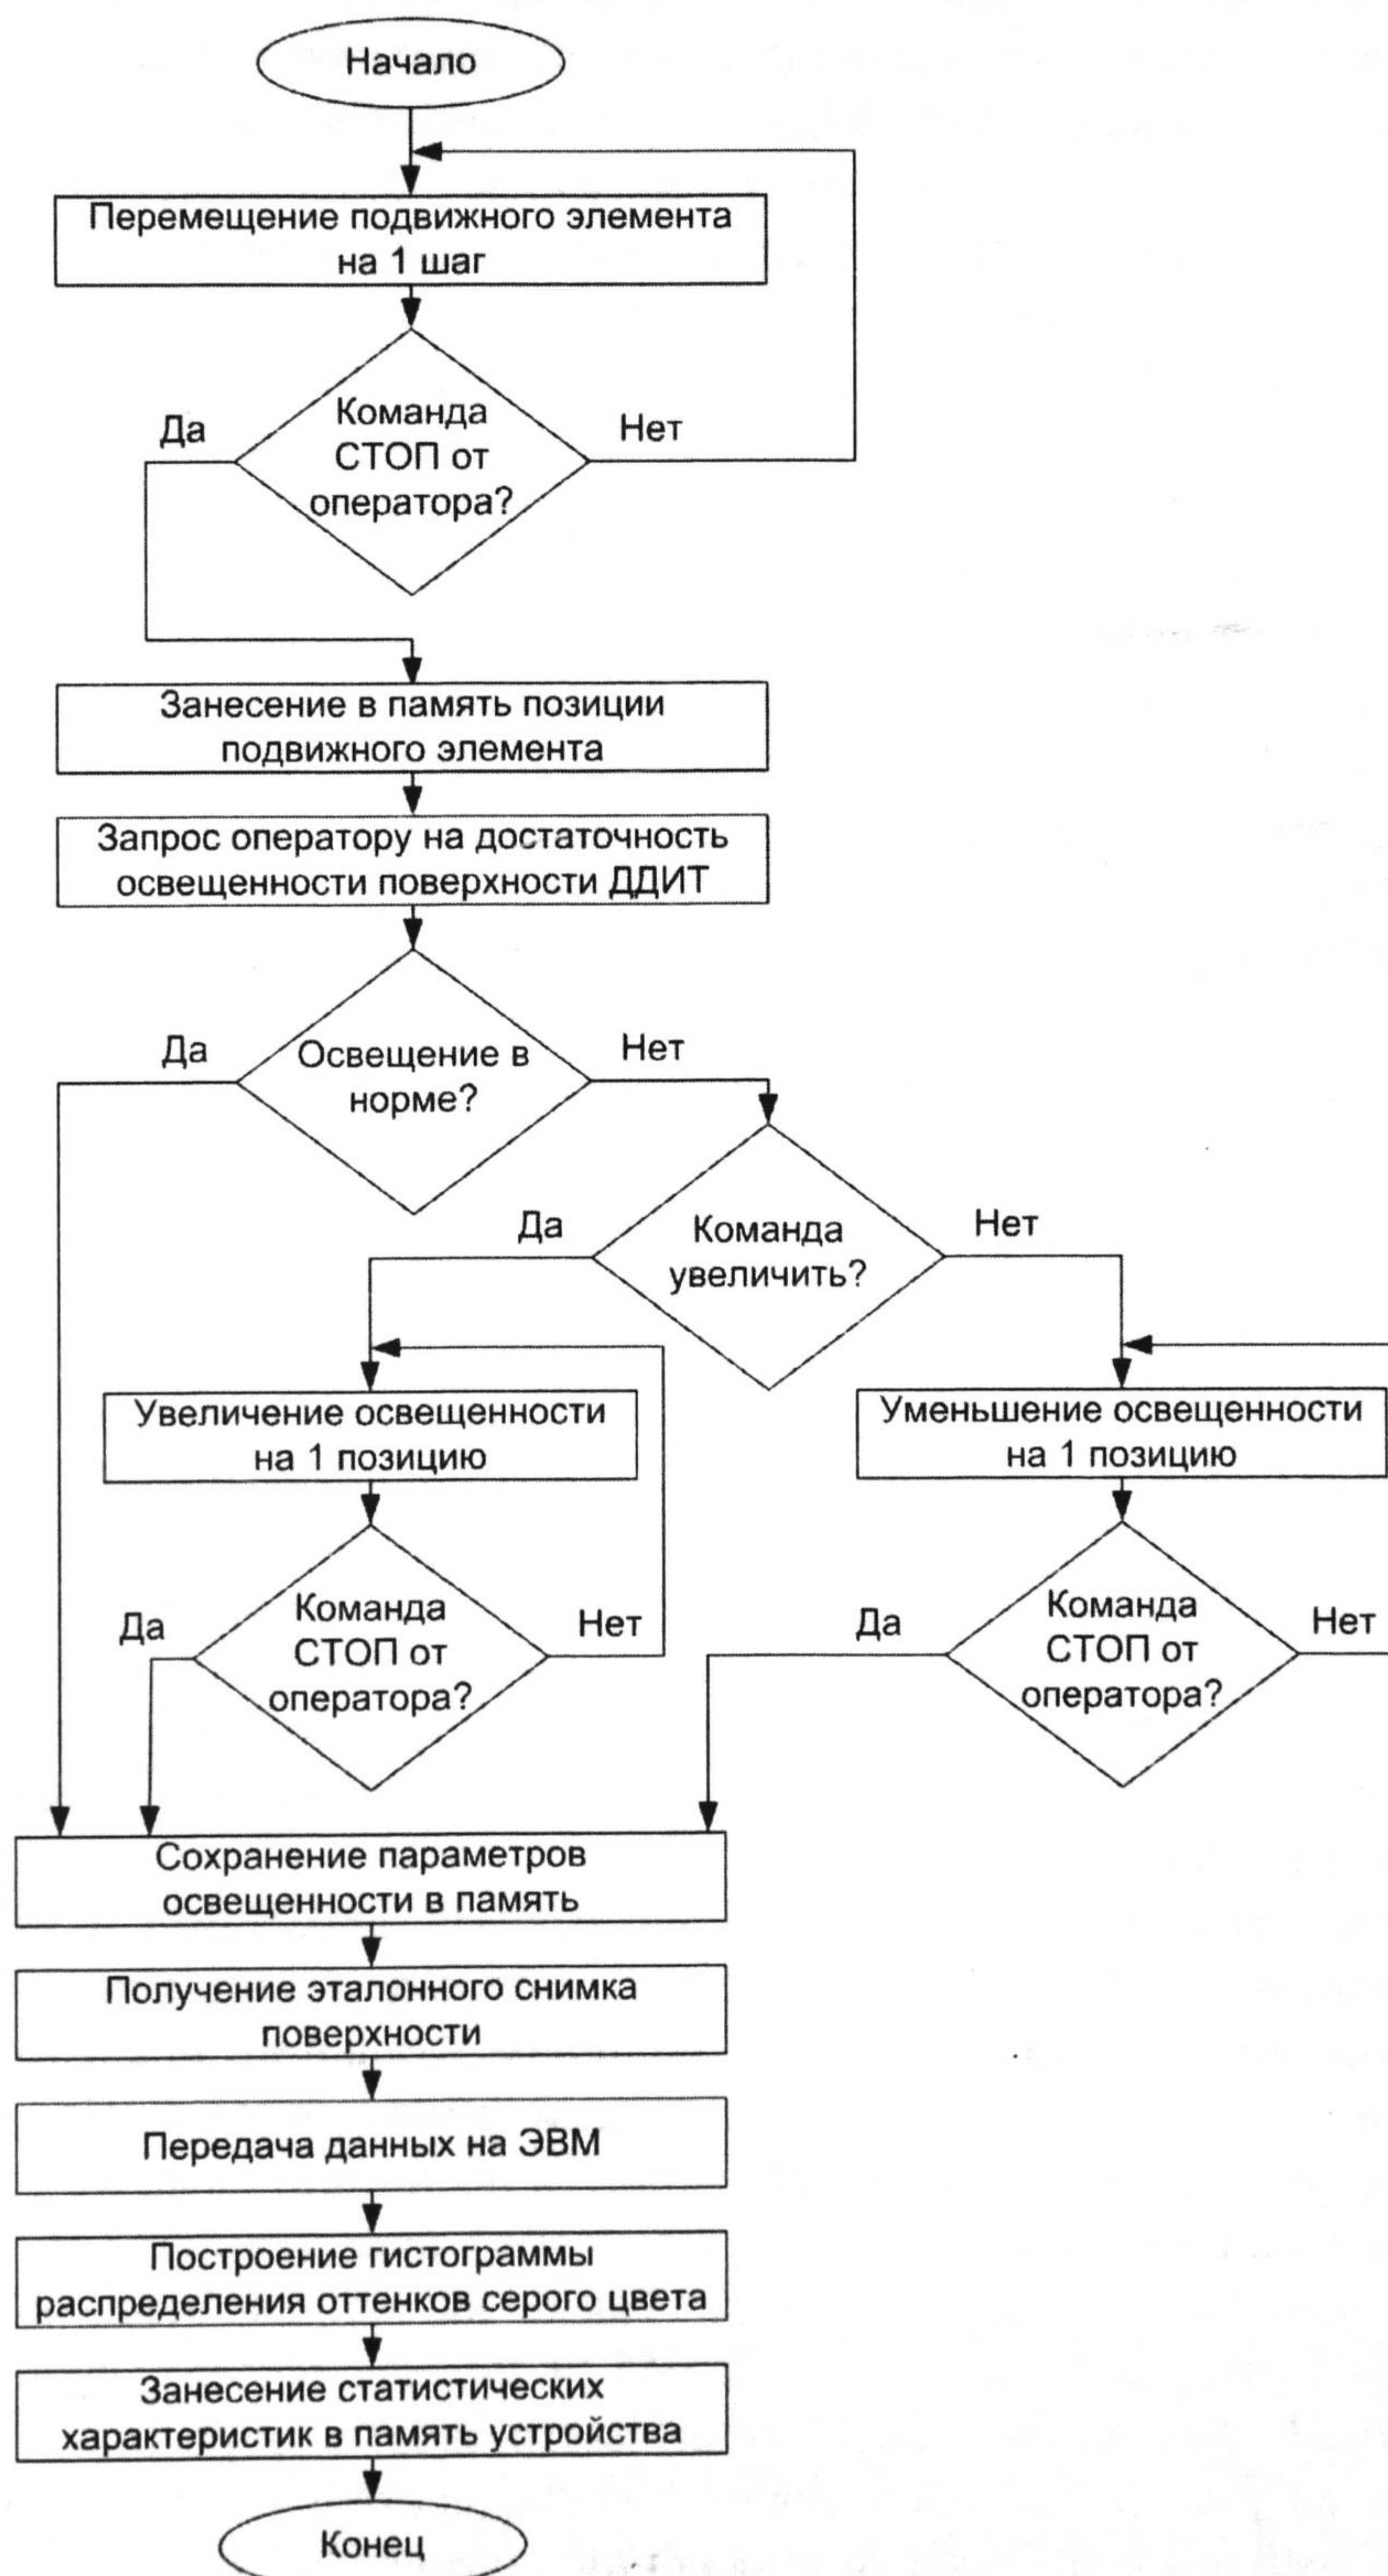 Начало
Перемещение подвижного элемента
на 1 шаг
Да
Команда
СТОП от
оператора?
Нет
Занесение в память позиции
подвижного элемента
Запрос оператору на достаточность
освещенности поверхности ДДИТ
Да
Освещение в
норме?
Нет
Да
Команда
увеличить?
Нет
Увеличение освещенности
на 1 позицию
Уменьшение освещенности
на 1 позицию
Да
Команда
СТОП от
оператора?
Нет
Да
Команда
СТОП от
оператора?
Нет
Сохранение параметров
освещенности в память
Получение эталонного снимка
поверхности
Передача данных на ЭВМ
Построение гистограммы
распределения оттенков серого цвета
Занесение статистических
характеристик в память устройства
Конец